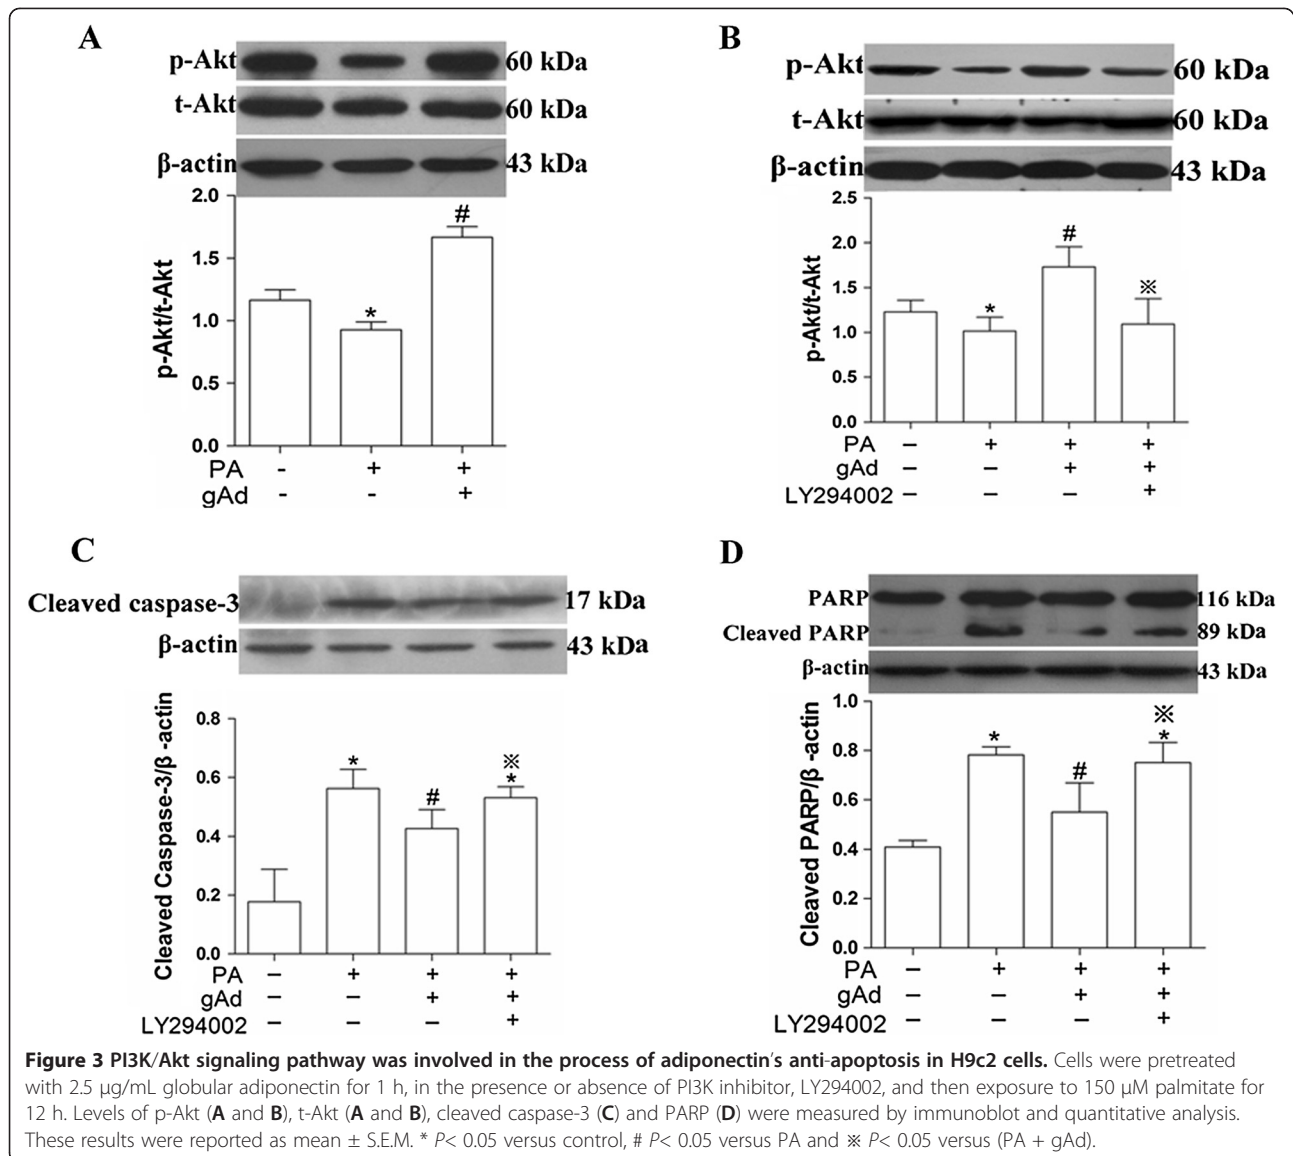 A
p-Akt 60 kDa
t-Akt 60 kDa
β-actin 43 kDa
p-Akt/t-Akt
2.0
1.5
1.0
0.5
0.0
* #
PA - + +
gAd - - +
B
p-Akt 60 kDa
t-Akt 60 kDa
β-actin 43 kDa
p-Akt/t-Akt
2.5
2.0
1.5
1.0
0.5
0.0
* # ※
PA – + + +
gAd – – + +
LY294002 – – – +
C
Cleaved caspase-3 17 kDa
β-actin 43 kDa
Cleaved Caspase-3/β -actin
0.8
0.6
0.4
0.2
0.0
* # ※
*
PA – + + +
gAd – – + +
LY294002 – – – +
D
PARP 116 kDa
Cleaved PARP 89 kDa
β-actin 43 kDa
Cleaved PARP/β -actin
1.0
0.8
0.6
0.4
0.2
0.0
* # ※
*
PA – + + +
gAd – – + +
LY294002 – – – +
Figure 3 PI3K/Akt signaling pathway was involved in the process of adiponectin's anti-apoptosis in H9c2 cells. Cells were pretreated
with 2.5 μg/mL globular adiponectin for 1 h, in the presence or absence of PI3K inhibitor, LY294002, and then exposure to 150 μM palmitate for
12 h. Levels of p-Akt (A and B), t-Akt (A and B), cleaved caspase-3 (C) and PARP (D) were measured by immunoblot and quantitative analysis.
These results were reported as mean ± S.E.M. * P< 0.05 versus control, # P< 0.05 versus PA and ※ P< 0.05 versus (PA + gAd).